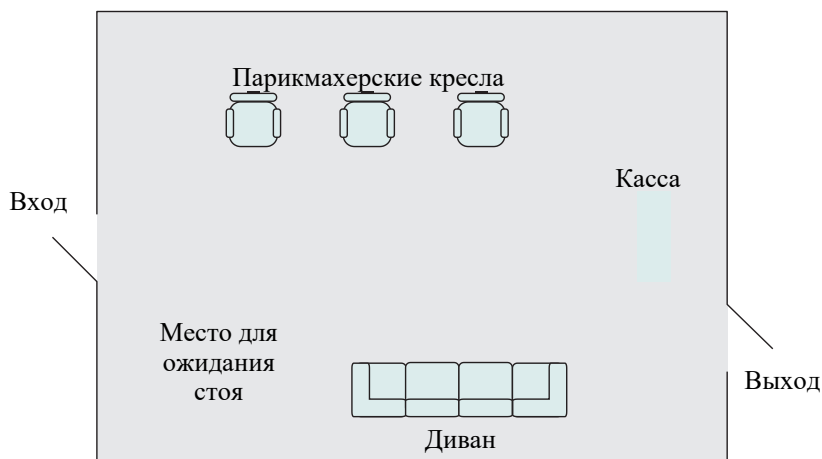 Парикмахерские кресла
Касса
Вход
Место для
ожидания
стоя
Выход
Диван